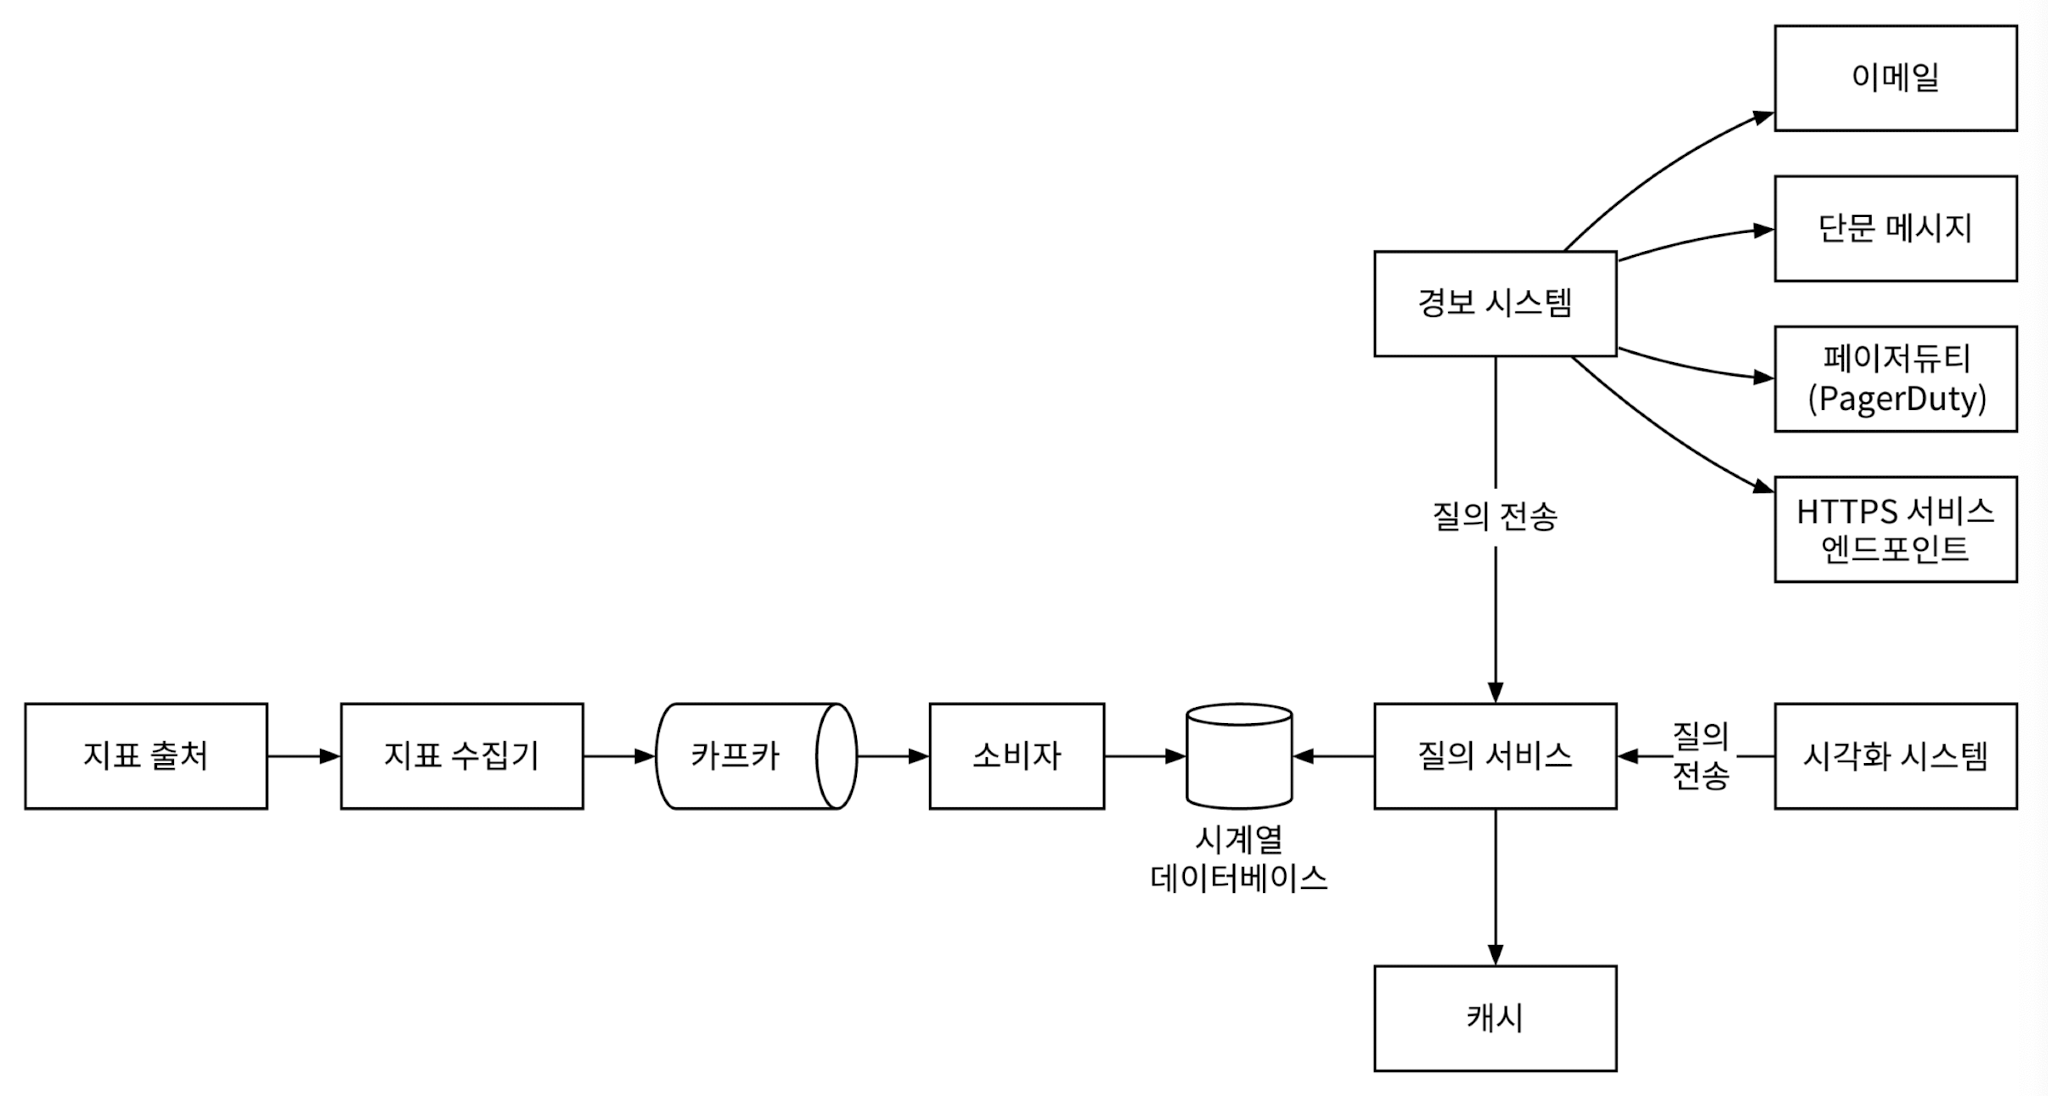 이메일
단문 메시지
경보 시스템
페이저듀티
(PagerDuty)
HTTPS 서비스
엔드포인트
질의 전송
지표 출처
지표 수집기
카프카
소비자
시계열
데이터베이스
질의 서비스
질의
전송
시각화 시스템
캐시